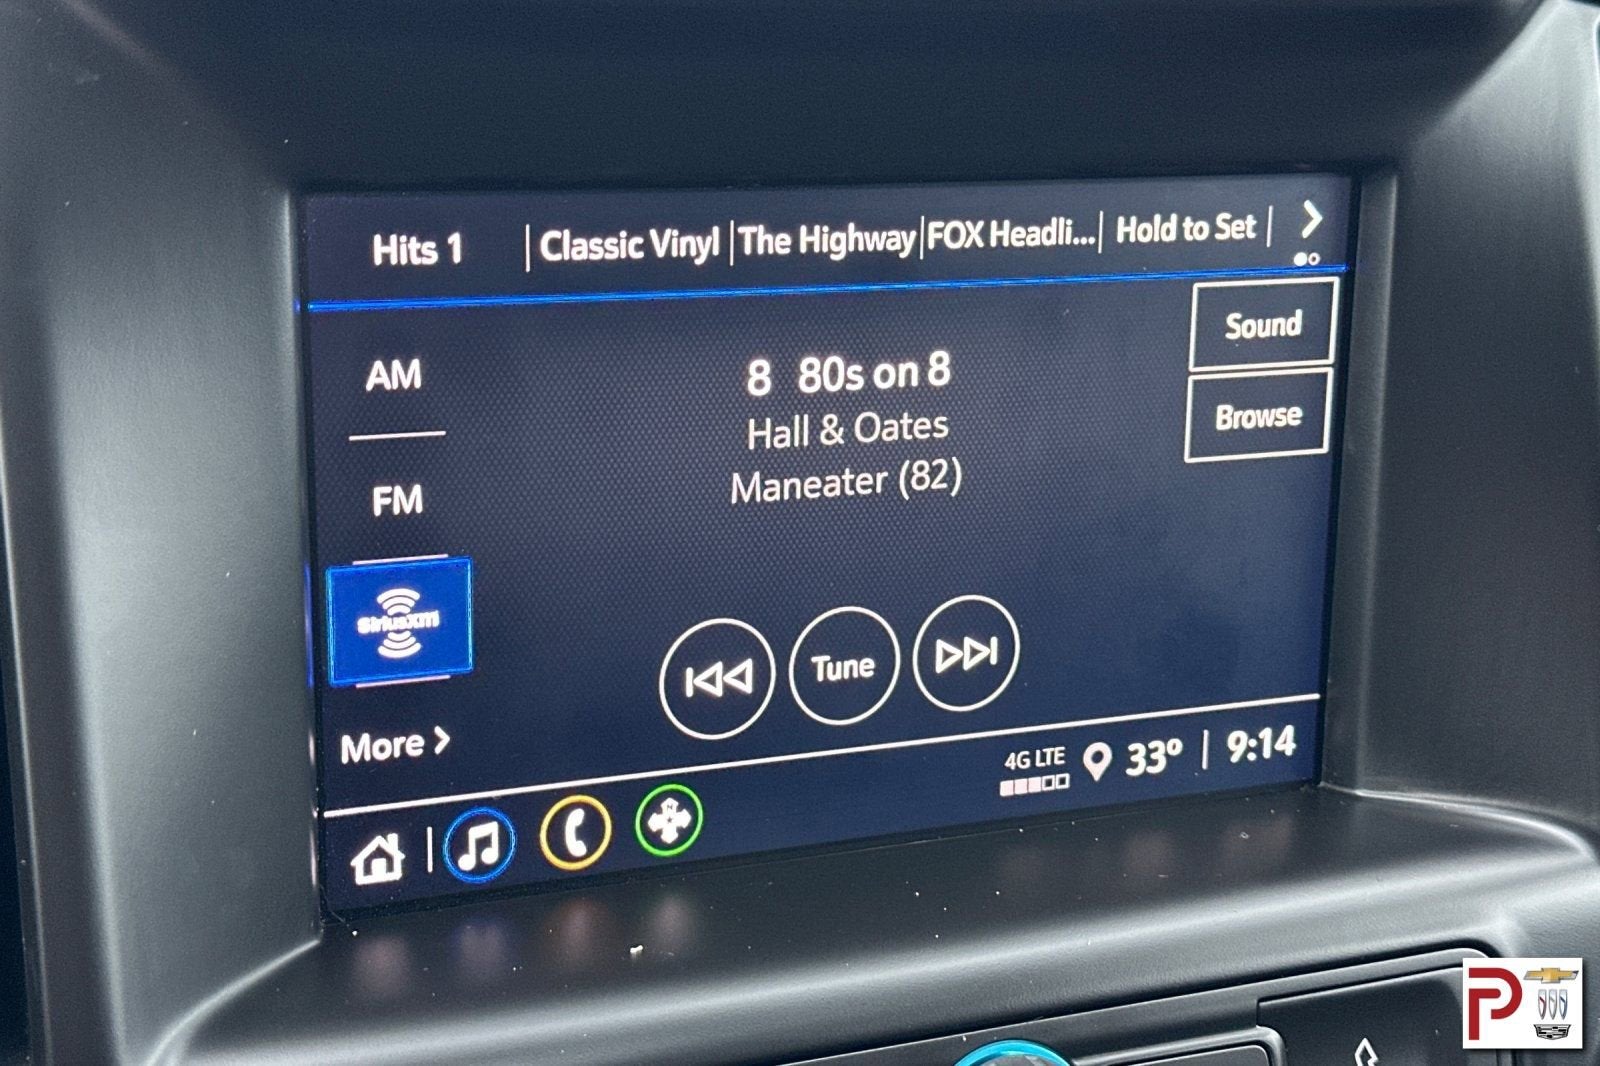 Hits 1 | Classic Vinyl | The Highway | FOX Headli... | Hold to Set |
Sound
Browse
AM
FM
SiriusXM
More
8 80s on 8
Hall & Oates
Maneater (82)
Tune
4G LTE 33° | 9:14
N
P